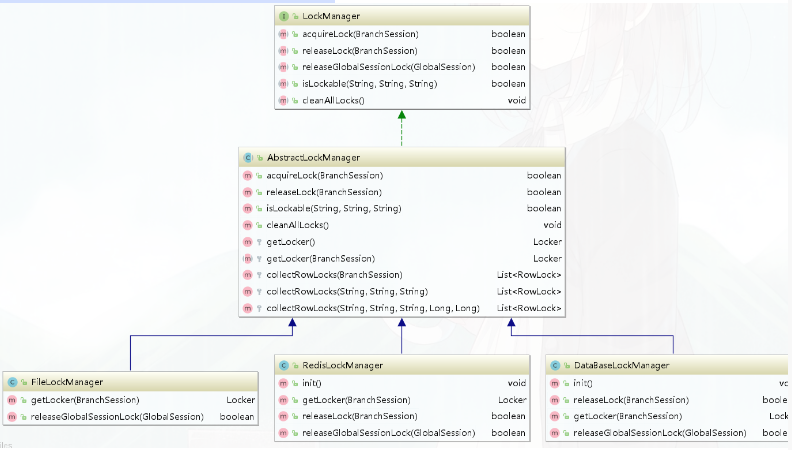 LockManager
acquireLock(BranchSession) boolean
releaseLock(BranchSession) boolean
releaseGlobalSessionLock(GlobalSession) boolean
isLockable(String, String, String) boolean
cleanAllLocks() void
AbstractLockManager
acquireLock(BranchSession) boolean
releaseLock(BranchSession) boolean
isLockable(String, String, String) boolean
cleanAllLocks() void
getLocker() Locker
getLocker(BranchSession) Locker
collectRowLocks(BranchSession) List<RowLock>
collectRowLocks(String, String, String) List<RowLock>
collectRowLocks(String, String, String, Long, Long) List<RowLock>
FileLockManager
getLocker(BranchSession) Locker
releaseGlobalSessionLock(GlobalSession) boolean
RedisLockManager
init() void
getLocker(BranchSession) Locker
releaseLock(BranchSession) boolean
releaseGlobalSessionLock(GlobalSession) boolean
DataBaseLockManager
init()
releaseLock(BranchSession)
getLocker(BranchSession)
releaseGlobalSessionLock(GlobalSession)